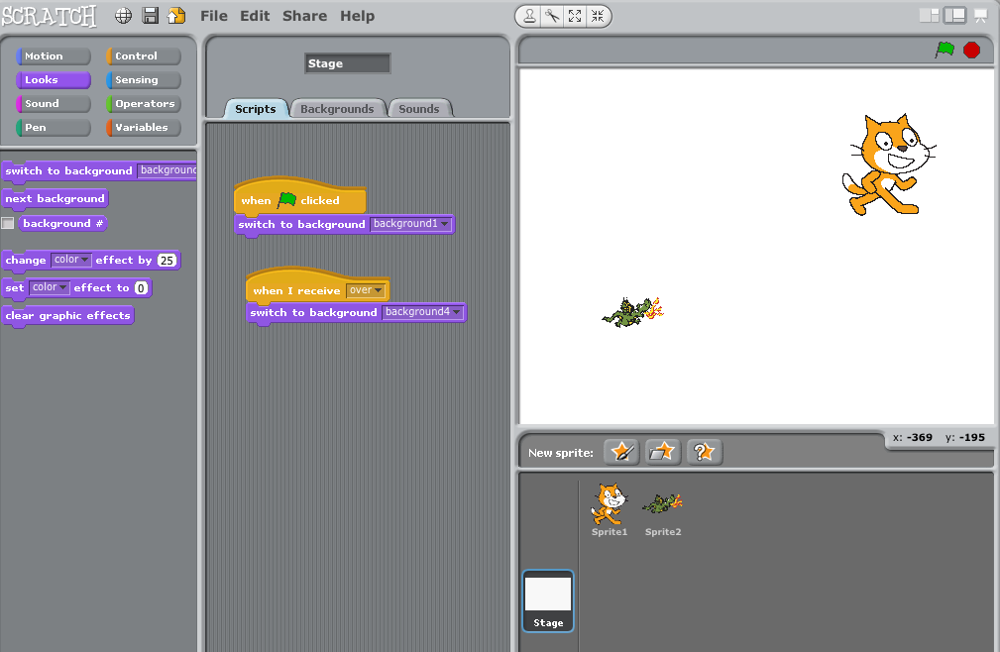 SCRATCH File Edit Share Help
Motion Control
Looks Sensing
Sound Operators
Pen Variables
switch to background background
next background
background #
change color effect by 25
set color effect to 0
clear graphic effects
Stage
Scripts Backgrounds Sounds
when clicked
switch to background background1
when I receive over
switch to background background4
x: -369 y: -195
New sprite:
Sprite1 Sprite2
Stage